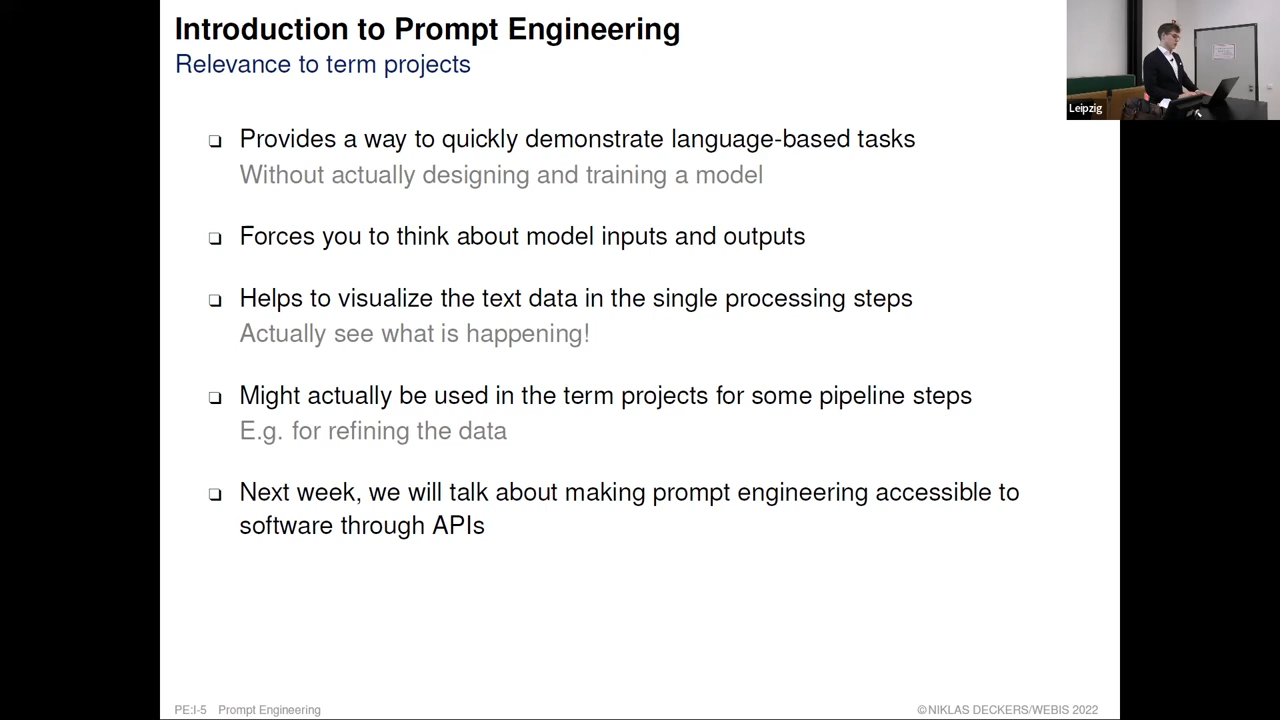 Introduction to Prompt Engineering
Relevance to term projects
Leipzig
❏ Provides a way to quickly demonstrate language-based tasks
Without actually designing and training a model
❏ Forces you to think about model inputs and outputs
❏ Helps to visualize the text data in the single processing steps
Actually see what is happening!
❏ Might actually be used in the term projects for some pipeline steps
E.g. for refining the data
❏ Next week, we will talk about making prompt engineering accessible to
software through APIs
PE:I-5 Prompt Engineering
©NIKLAS DECKERS/WEBIS 2022